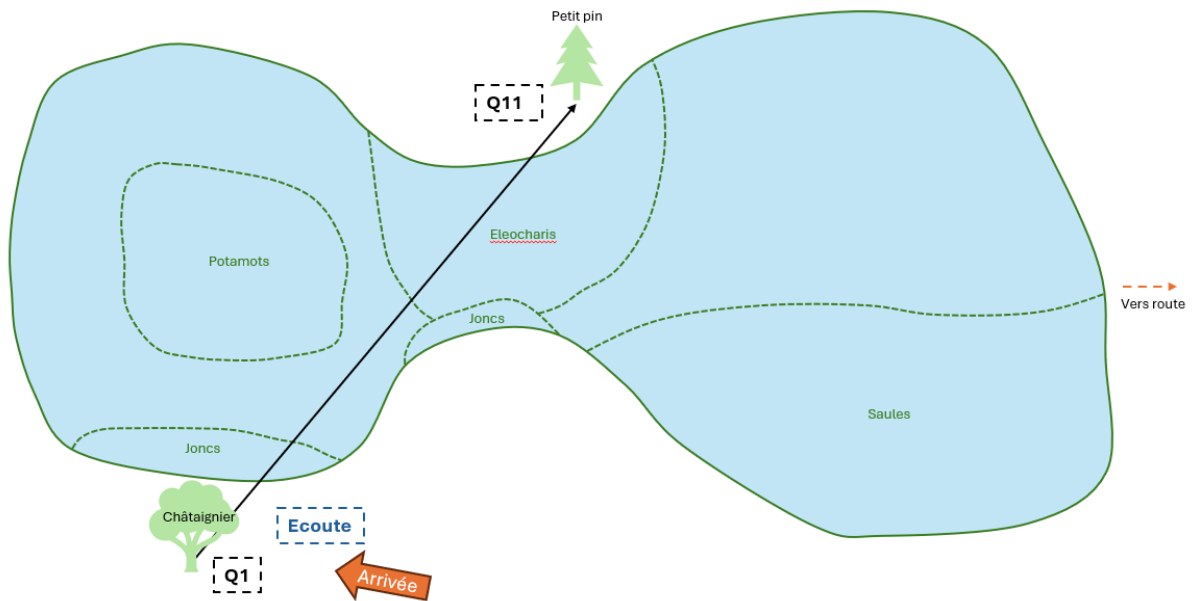 Petit pin
Q11
Eleocharis
Potamots
Vers route
Joncs
Saules
Joncs
Châtaignier
Ecoute
Q1
Arrivée